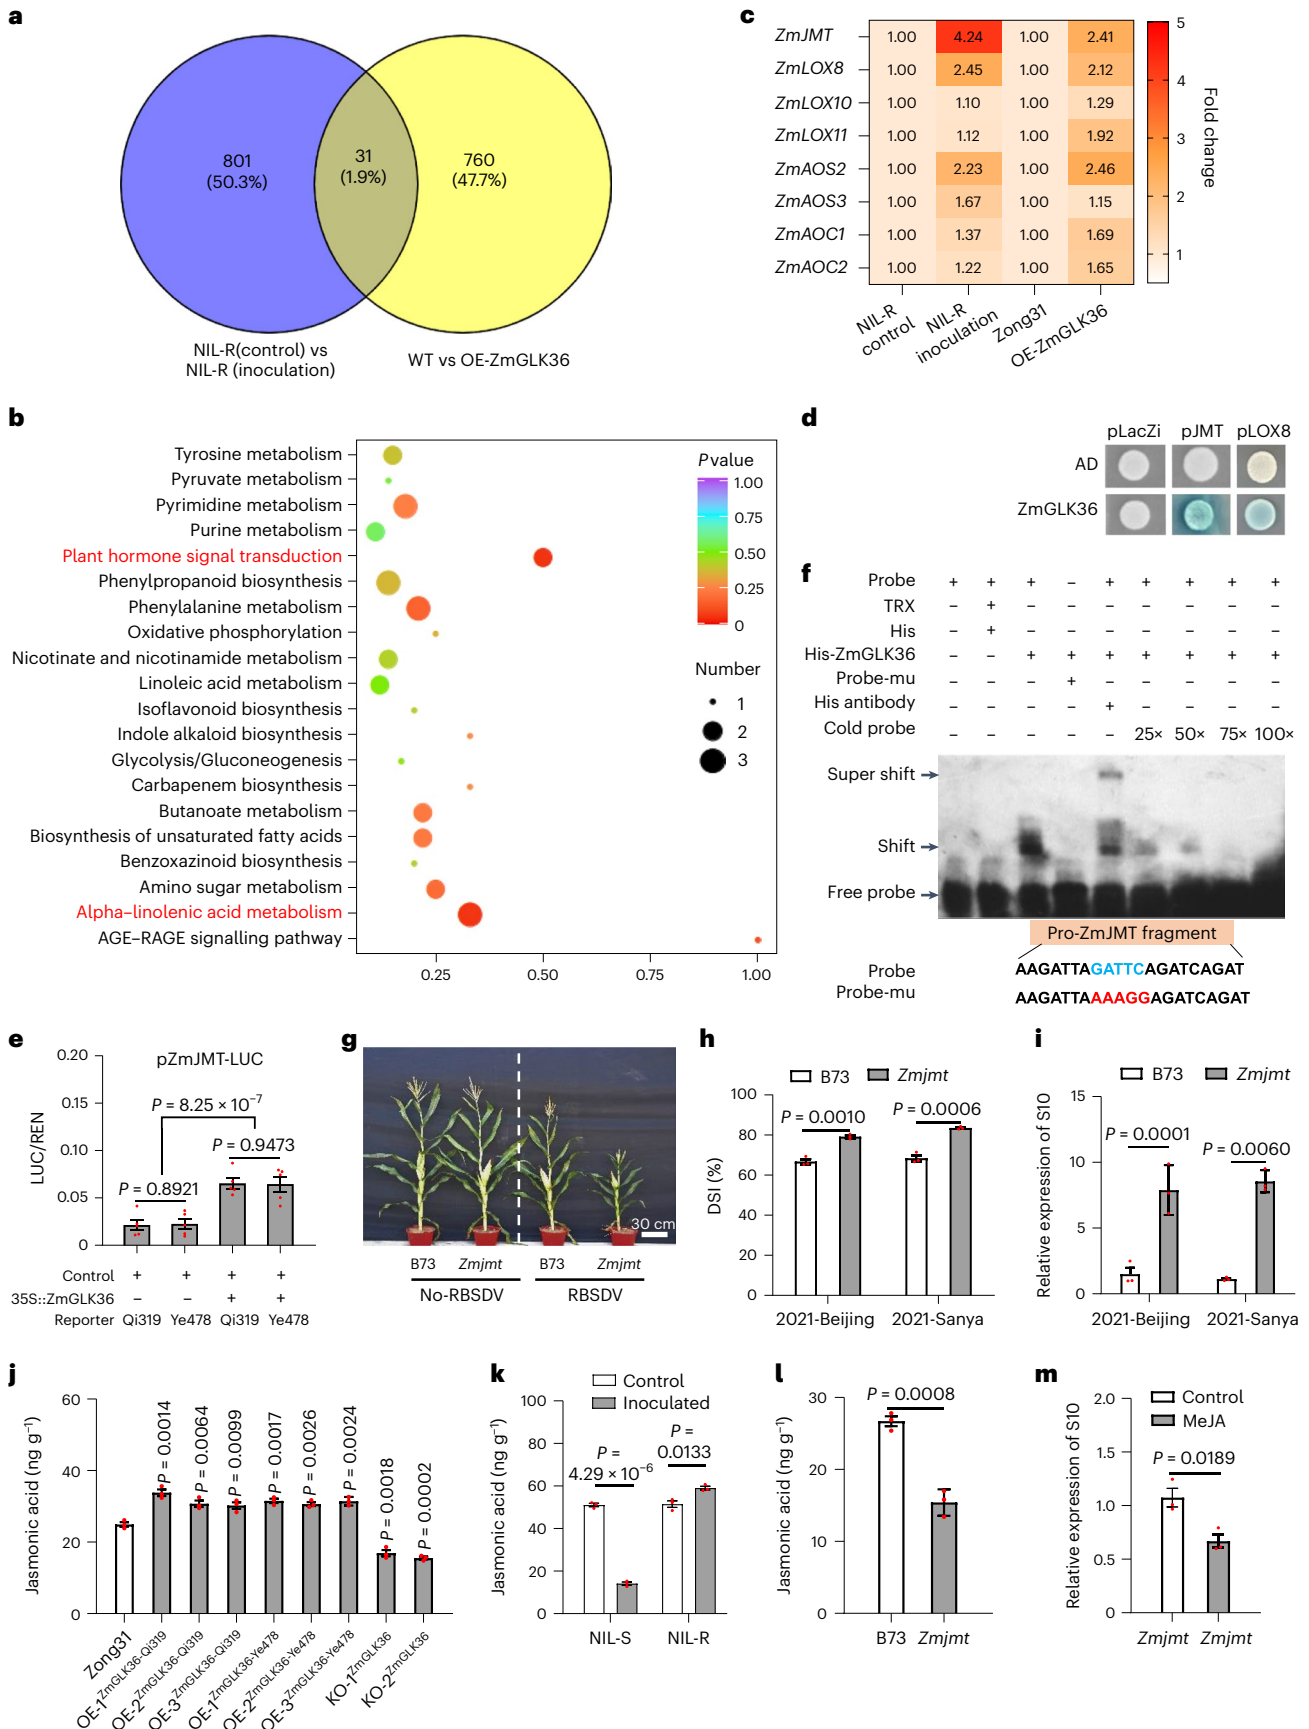 a
801
(50.3%)
31
(1.9%)
760
(47.7%)
NIL-R(control) vs
NIL-R (inoculation)
WT vs OE-ZmGLK36
c
ZmJMT 1.00 4.24 1.00 2.41
ZmLOX8 1.00 2.45 1.00 2.12
ZmLOX10 1.00 1.10 1.00 1.29
ZmLOX11 1.00 1.12 1.00 1.92
ZmAOS2 1.00 2.23 1.00 2.46
ZmAOS3 1.00 1.67 1.00 1.15
ZmAOC1 1.00 1.37 1.00 1.69
ZmAOC2 1.00 1.22 1.00 1.65
NIL-R
control
NIL-R
inoculation
Zong31
OE-ZmGLK36
5
4
3
2
1
Fold change
b
Tyrosine metabolism
Pyruvate metabolism
Pyrimidine metabolism
Purine metabolism
Plant hormone signal transduction
Phenylpropanoid biosynthesis
Phenylalanine metabolism
Oxidative phosphorylation
Nicotinate and nicotinamide metabolism
Linoleic acid metabolism
Isoflavonoid biosynthesis
Indole alkaloid biosynthesis
Glycolysis/Gluconeogenesis
Carbapenem biosynthesis
Butanoate metabolism
Biosynthesis of unsaturated fatty acids
Benzoxazinoid biosynthesis
Amino sugar metabolism
Alpha–linolenic acid metabolism
AGE–RAGE signalling pathway
0.25 0.50 0.75 1.00
P value
1.00
0.75
0.50
0.25
0
Number
1
2
3
d
pLacZi pJMT pLOX8
AD
ZmGLK36
f
Probe + + + – + + + + +
TRX – + – – – – – – –
His – + – – – – – – –
His-ZmGLK36 – – + + + + + + +
Probe-mu – – – + – – – – –
His antibody – – – – + – – – –
Cold probe – – – – – 25× 50× 75× 100×
Super shift
Shift
Free probe
Pro-ZmJMT fragment
Probe AAGATTAGATTCAGATCAGAT
Probe-mu AAGATTAAAAGGAGATCAGAT
e
pZmJMT-LUC
LUC/REN
0.20
0.15
0.10
0.05
0
P = 8.25 × 10⁻⁷
P = 0.9473
P = 0.8921
Control + + + +
35S::ZmGLK36 – – + +
Reporter Qi319 Ye478 Qi319 Ye478
g
30 cm
B73 Zmjmt B73 Zmjmt
No-RBSDV RBSDV
h
B73 Zmjmt
DSI (%)
100
80
60
40
20
0
P = 0.0010
P = 0.0006
2021-Beijing 2021-Sanya
i
B73 Zmjmt
Relative expression of S10
15
10
5
0
P = 0.0001
P = 0.0060
2021-Beijing 2021-Sanya
j
Jasmonic acid (ng g⁻¹)
60
40
20
0
P = 0.0014
P = 0.0064
P = 0.0099
P = 0.0017
P = 0.0026
P = 0.0024
P = 0.0018
P = 0.0002
Zong31
OE-1^ZmGLK36-Qi319
OE-2^ZmGLK36-Qi319
OE-3^ZmGLK36-Qi319
OE-1^ZmGLK36-Ye478
OE-2^ZmGLK36-Ye478
OE-3^ZmGLK36-Ye478
KO-1^ZmGLK36
KO-2^ZmGLK36
k
Control
Inoculated
Jasmonic acid (ng g⁻¹)
100
80
60
40
20
0
P =
4.29 × 10⁻⁶
P =
0.0133
NIL-S NIL-R
l
Jasmonic acid (ng g⁻¹)
30
20
10
0
P = 0.0008
B73 Zmjmt
m
Control
MeJA
Relative expression of S10
2.0
1.5
1.0
0.5
0
P = 0.0189
Zmjmt Zmjmt